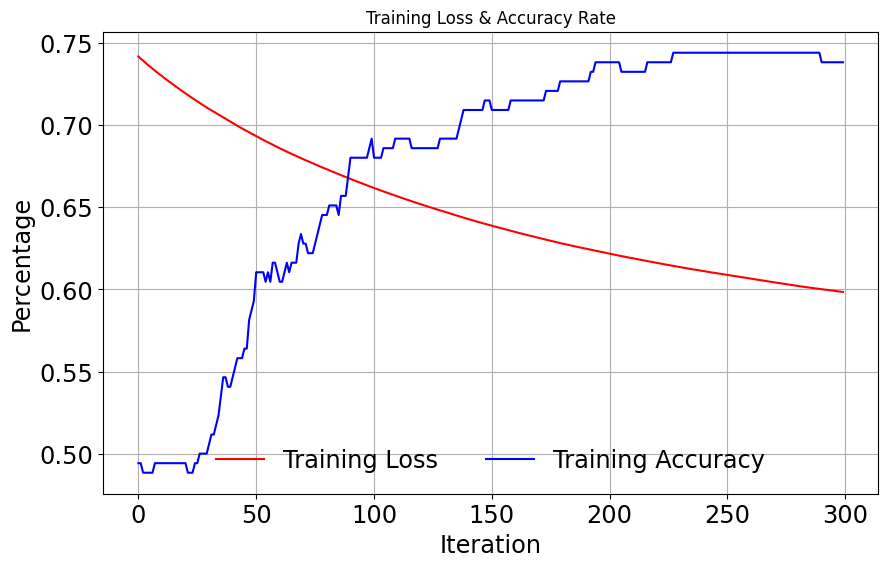 Training Loss & Accuracy Rate
0.75
0.70
0.65
0.60
0.55
0.50
Percentage
Training Loss
Training Accuracy
0 50 100 150 200 250 300
Iteration